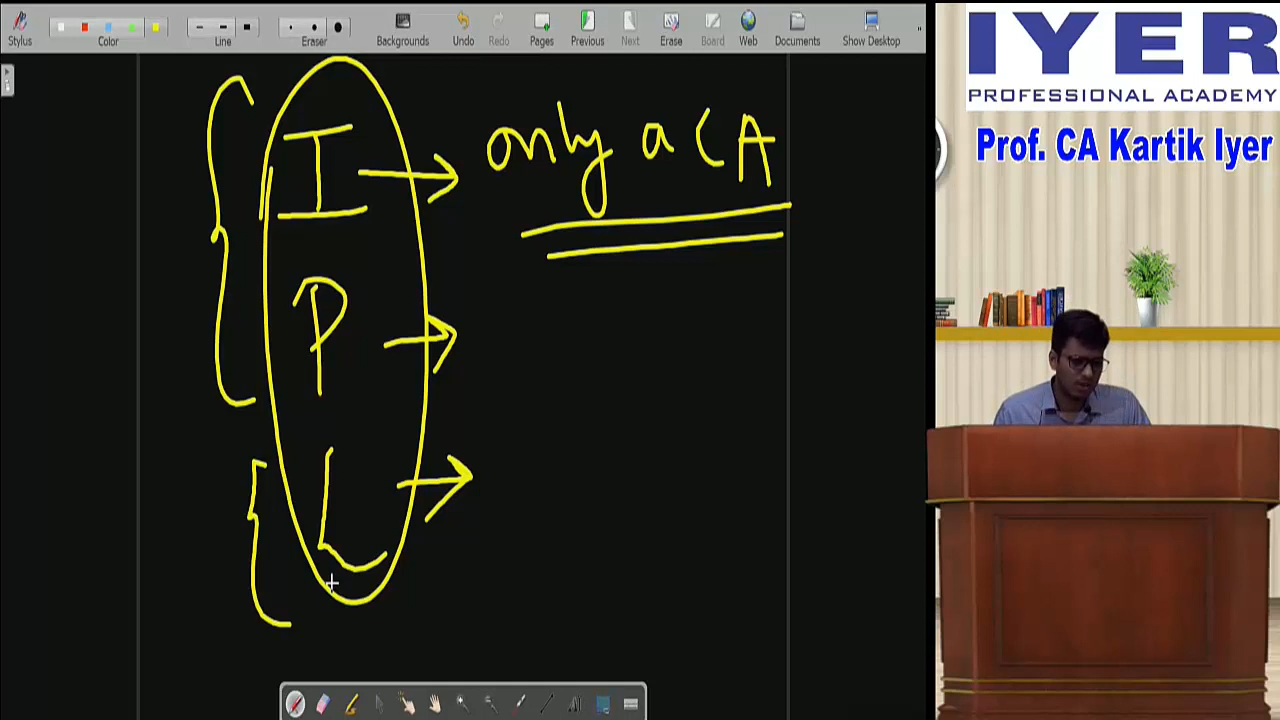 Stylus
Color
Line
Eraser
Backgrounds
Undo
Redo
Pages
Previous
Next
Erase
Board
Web
Documents
Show Desktop
IYER
PROFESSIONAL ACADEMY
Prof. CA Kartik Iyer
I → only a CA
P →
L →